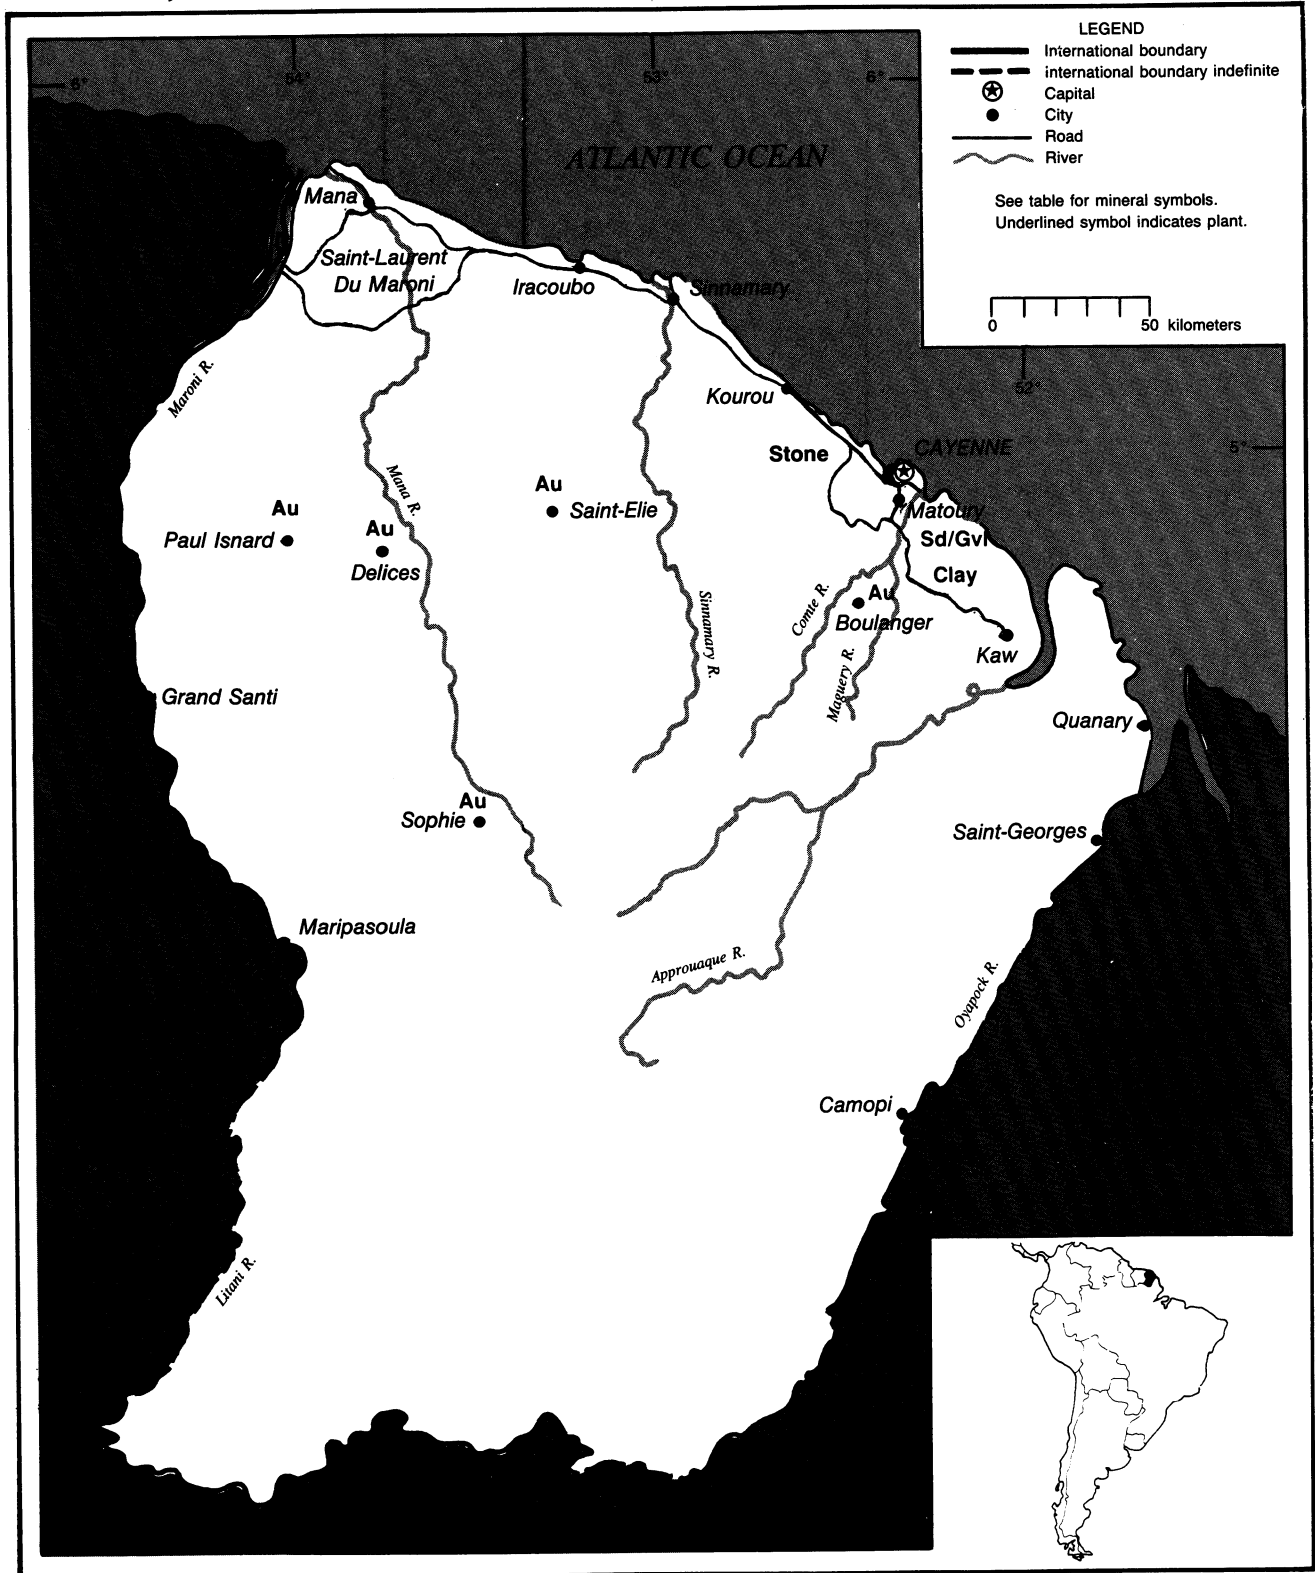 LEGEND
International boundary
international boundary indefinite
Capital
City
Road
River
See table for mineral symbols.
Underlined symbol indicates plant.
0 50 kilometers
6°
54°
53°
6°
ATLANTIC OCEAN
Mana
Saint-Laurent
Du Maroni
Iracoubo
Sinnamary
52°
Maroni R.
Kourou
Stone
CAYENNE
5°
Mana R.
Au
Saint-Elie
Au
Paul Isnard
Au
Delices
Matoury
Sd/Gvl
Clay
Comte R.
Au
Boulanger
Sinnamary R.
Kaw
Maguery R.
Grand Santi
Quanary
Au
Sophie
Saint-Georges
Maripasoula
Approuaque R.
Oyapock R.
Camopi
Litani R.